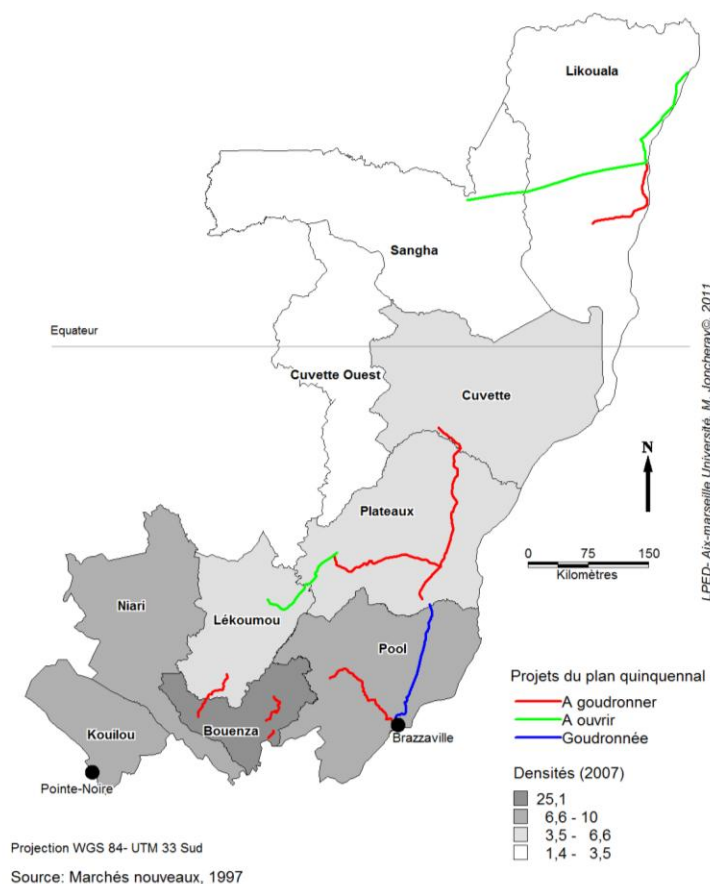 Likouala
Sangha
Equateur
Cuvette Ouest
Cuvette
N
Plateaux
0 75 150
Kilomètres
Niari
Lékoumou
Pool
Kouilou
Bouenza
Brazzaville
Pointe-Noire
Projets du plan quinquennal
A goudronner
A ouvrir
Goudronnée
Densités (2007)
25,1
6,6 - 10
3,5 - 6,6
1,4 - 3,5
LPED- Aix-marseille Université, M. Joncheray©, 2011
Projection WGS 84- UTM 33 Sud
Source: Marchés nouveaux, 1997